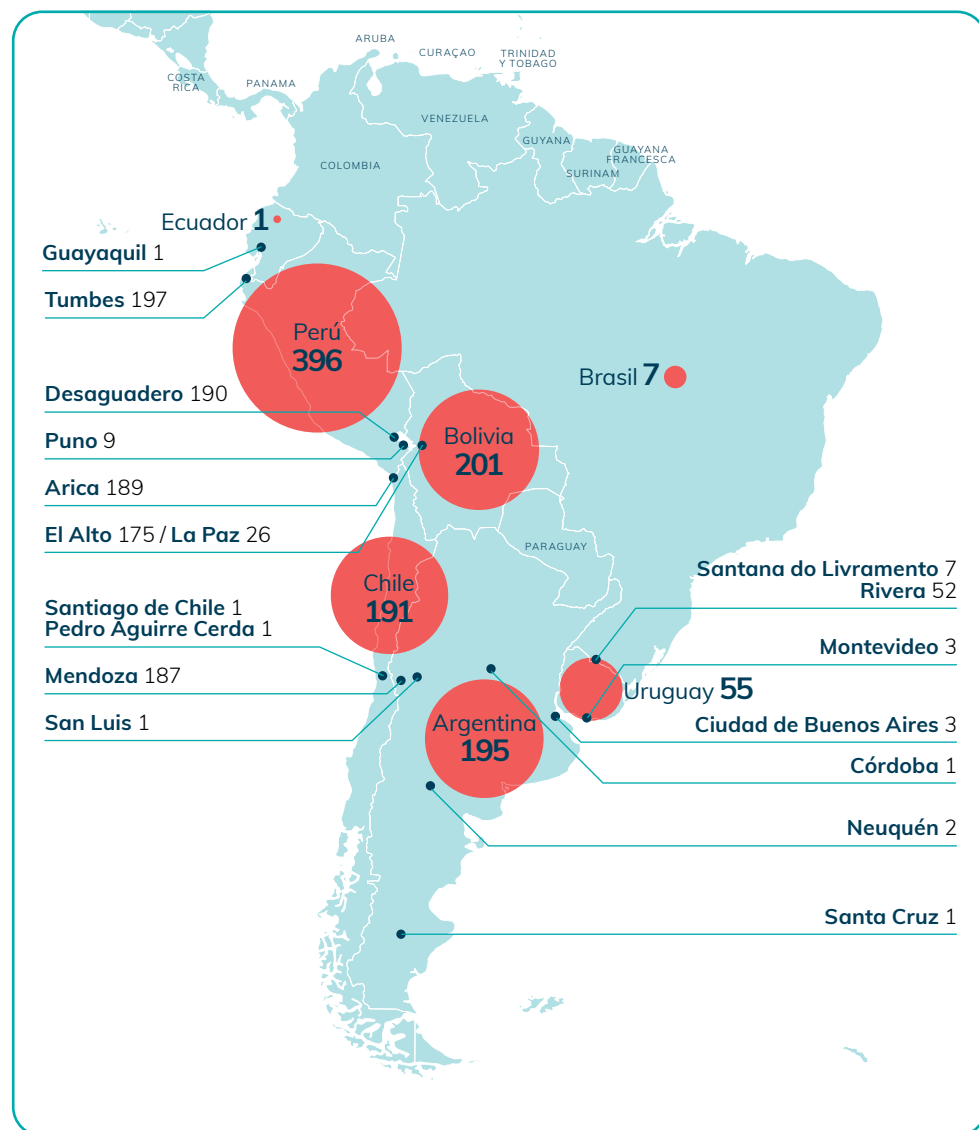 ARUBA
CURAÇAO
TRINIDAD
Y TOBAGO
COSTA
RICA
PANAMA
VENEZUELA
GUYANA
GUAYANA
FRANCESCA
SURINAM
COLOMBIA
Ecuador 1
Guayaquil 1
Tumbes 197
Perú
396
Brasil 7
Desaguadero 190
Puno 9
Bolivia
201
Arica 189
El Alto 175 / La Paz 26
PARAGUAY
Chile
191
Santana do Livramento 7
Rivera 52
Santiago de Chile 1
Pedro Aguirre Cerda 1
Montevideo 3
Mendoza 187
Uruguay 55
San Luis 1
Argentina
195
Ciudad de Buenos Aires 3
Córdoba 1
Neuquén 2
Santa Cruz 1